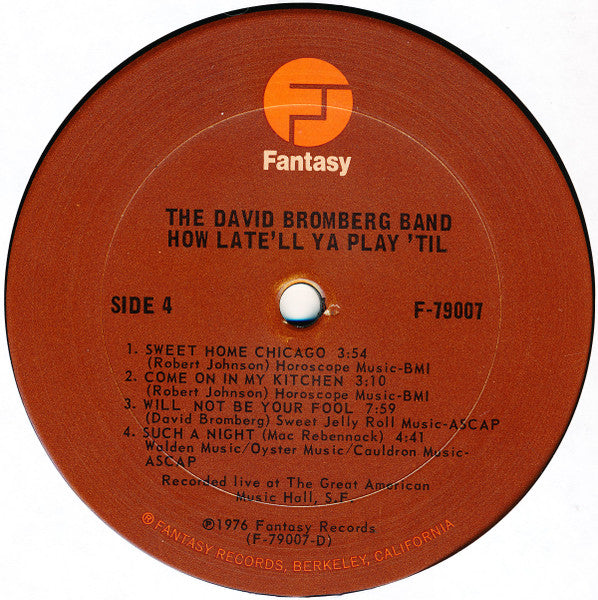 Fantasy
THE DAVID BROMBERG BAND
HOW LATE'LL YA PLAY 'TIL
SIDE 4
F-79007
1. SWEET HOME CHICAGO 3:54
(Robert Johnson) Horoscope Music-BMI
2. COME ON IN MY KITCHEN 3:10
(Robert Johnson) Horoscope Music-BMI
3. WILL NOT BE YOUR FOOL 7:59
(David Bromberg) Sweet Jelly Roll Music-ASCAP
4. SUCH A NIGHT (Mac Rebennack) 4:41
Walden Music/Oyster Music/Cauldron Music-
ASCAP
Recorded live at The Great American
Music Hall, S.F.
℗1976 Fantasy Records
(F-79007-D)
® FANTASY RECORDS, BERKELEY, CALIFORNIA